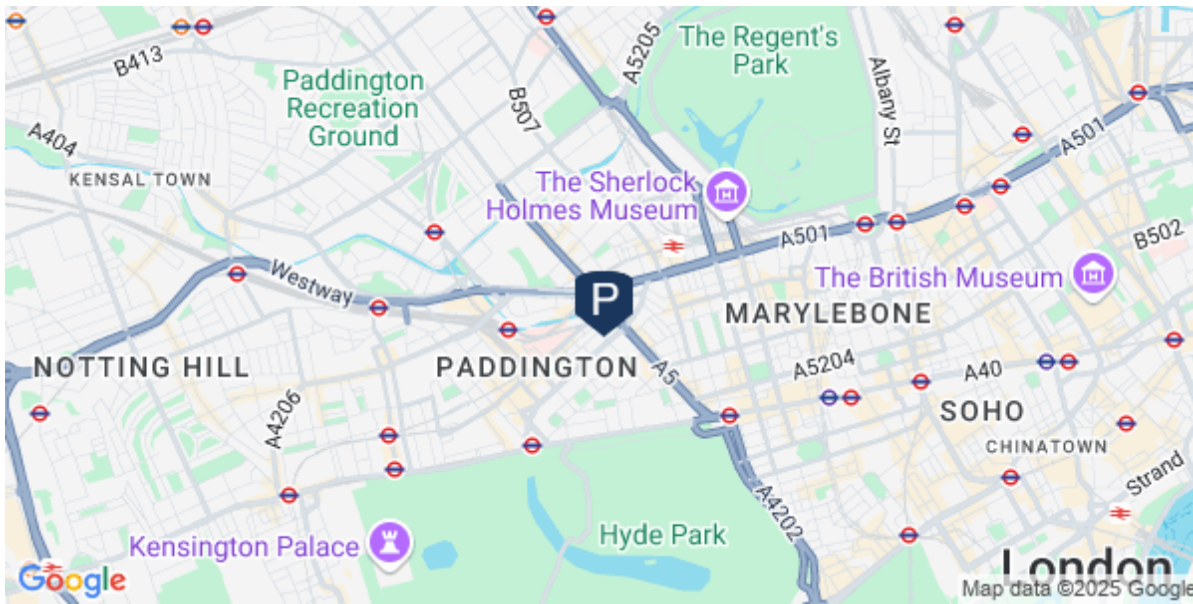 B413
Paddington
Recreation
Ground
B507
A5205
The Regent's
Park
Albany St
A501
A404
KENSAL TOWN
The Sherlock
Holmes Museum
A501
B502
Westway
P
The British Museum
MARYLEBONE
NOTTING HILL
PADDINGTON
A5
A5204
A40
A4206
SOHO
CHINATOWN
Strand
A4202
Kensington Palace
Hyde Park
London
Google
Map data ©2025 Google